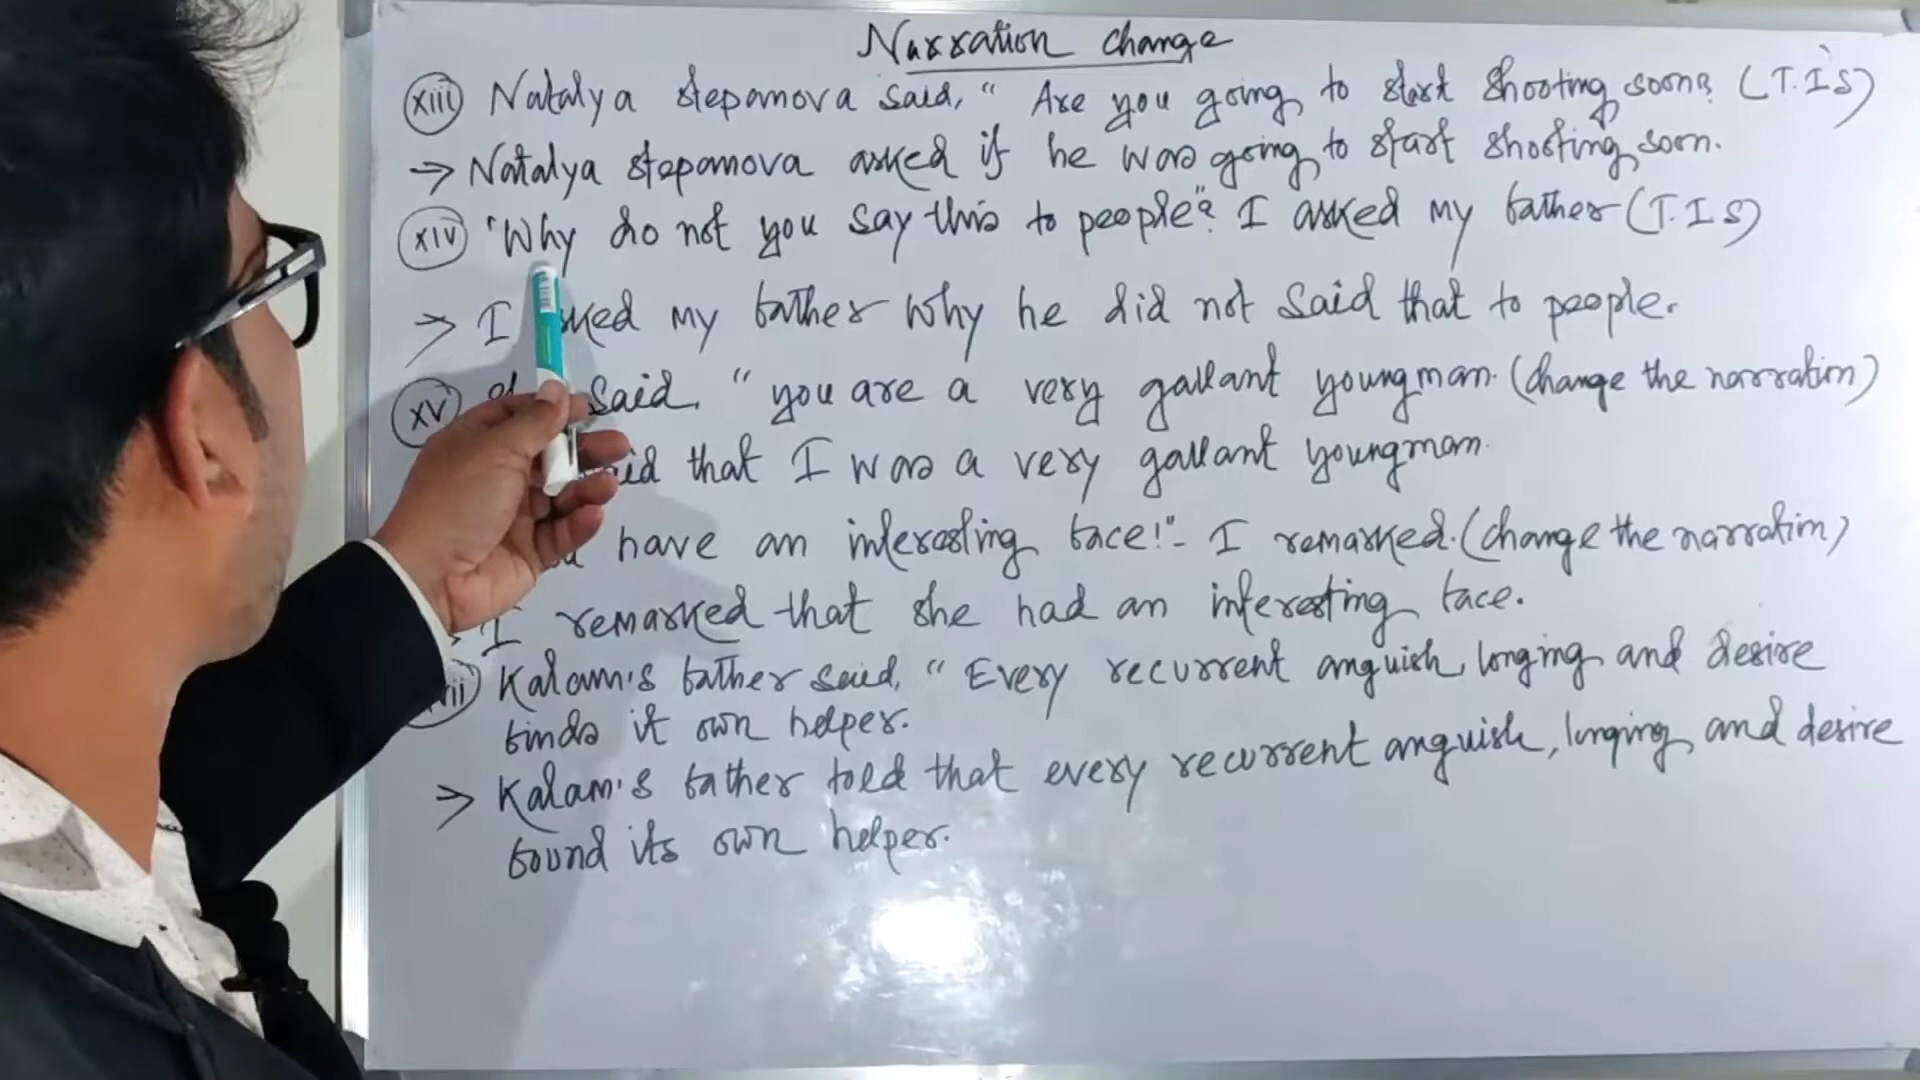 Narration change
(xiii) Natalya stepanova said, " Are you going to start shooting soon? (T.I.S)
→ Natalya stepanova asked if he was going to start shooting soon.
(xiv) "Why do not you say this to people"? I asked my father (T.I.S)
→ I asked my father why he did not said that to people.
(xv) said, "you are a very gallant youngman. (change the narration)
said that I was a very gallant youngman.
have an interesting face!"- I remarked. (change the narration)
→ I remarked that she had an interesting face.
Kalam's father said, "Every recurrent anguish, longing and desire
finds it own helper.
→ Kalam's father told that every recurrent anguish, longing and desire
found its own helper.